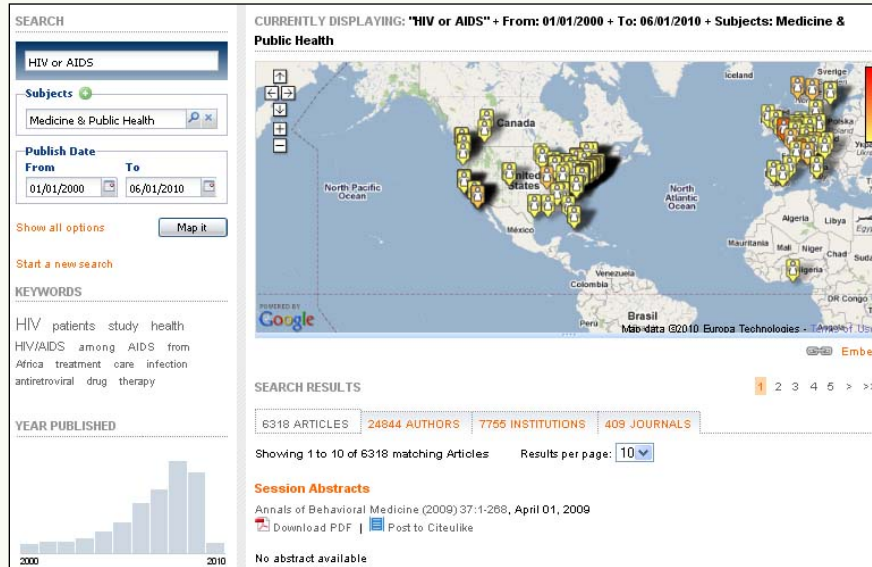 SEARCH
HIV or AIDS
Subjects
Medicine & Public Health
Publish Date
From To
01/01/2000 06/01/2010
Show all options Map it
Start a new search
KEYWORDS
HIV patients study health
HIV/AIDS among AIDS from
Africa treatment care infection
antiretroviral drug therapy
YEAR PUBLISHED
2000 2010
CURRENTLY DISPLAYING: "HIV or AIDS" + From: 01/01/2000 + To: 06/01/2010 + Subjects: Medicine &
Public Health
Iceland Sverige
Canada
North Pacific
Ocean
United
States
North
Atlantic
Ocean
México
Algeria Libya
Mauritania Mali Niger Chad
Nigeria
Venezuela
Colombia
DR Congo
Brasil
Peru
POWERED BY
Google
Map data ©2010 Europa Technologies - Terms of Us
Embe
SEARCH RESULTS
1 2 3 4 5 > >>
6318 ARTICLES 24844 AUTHORS 7755 INSTITUTIONS 409 JOURNALS
Showing 1 to 10 of 6318 matching Articles Results per page: 10
Session Abstracts
Annals of Behavioral Medicine (2009) 37:1-268, April 01, 2009
Download PDF | Post to Citeulike
No abstract available